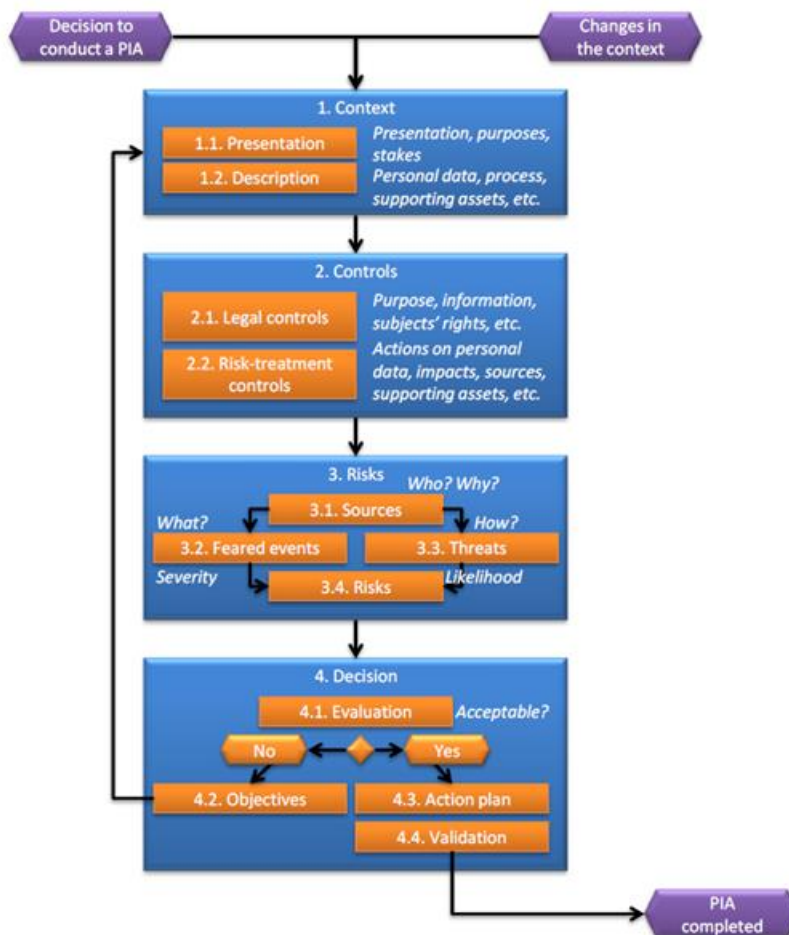 Decision to
conduct a PIA
Changes in
the context
1. Context
1.1. Presentation
Presentation, purposes,
stakes
1.2. Description
Personal data, process,
supporting assets, etc.
2. Controls
2.1. Legal controls
Purpose, information,
subjects' rights, etc.
2.2. Risk-treatment
controls
Actions on personal
data, impacts, sources,
supporting assets, etc.
3. Risks
Who? Why?
3.1. Sources
What?
How?
3.2. Feared events
3.3. Threats
Severity
Likelihood
3.4. Risks
4. Decision
4.1. Evaluation
Acceptable?
No
Yes
4.2. Objectives
4.3. Action plan
4.4. Validation
PIA
completed